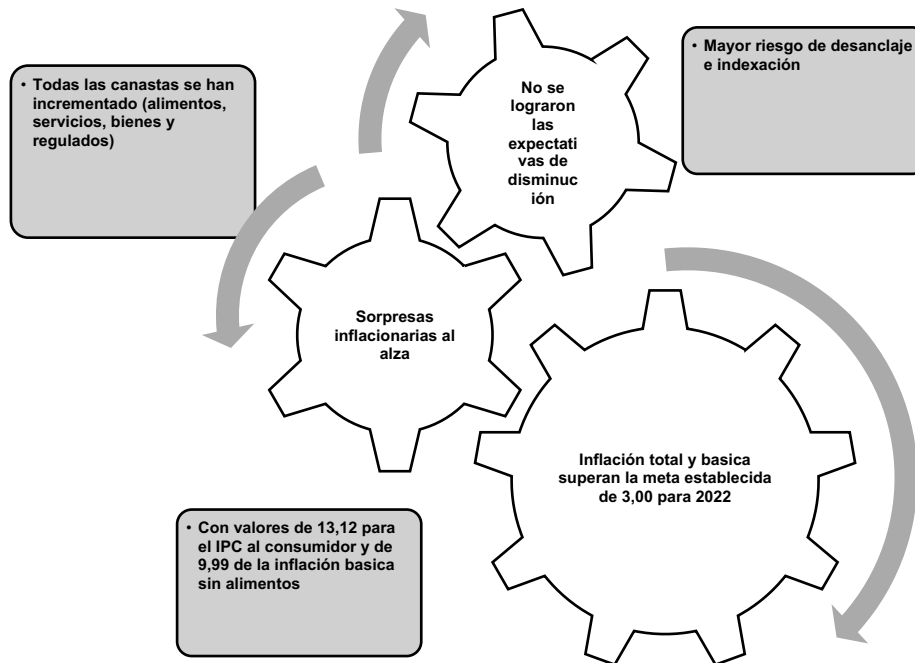 No se
lograron
las
expectati
vas de
disminuc
ión
• Mayor riesgo de desanclaje
e indexación
• Todas las canastas se han
incrementado (alimentos,
servicios, bienes y
regulados)
Sorpresas
inflacionarias al
alza
Inflación total y basica
superan la meta establecida
de 3,00 para 2022
• Con valores de 13,12 para
el IPC al consumidor y de
9,99 de la inflación basica
sin alimentos